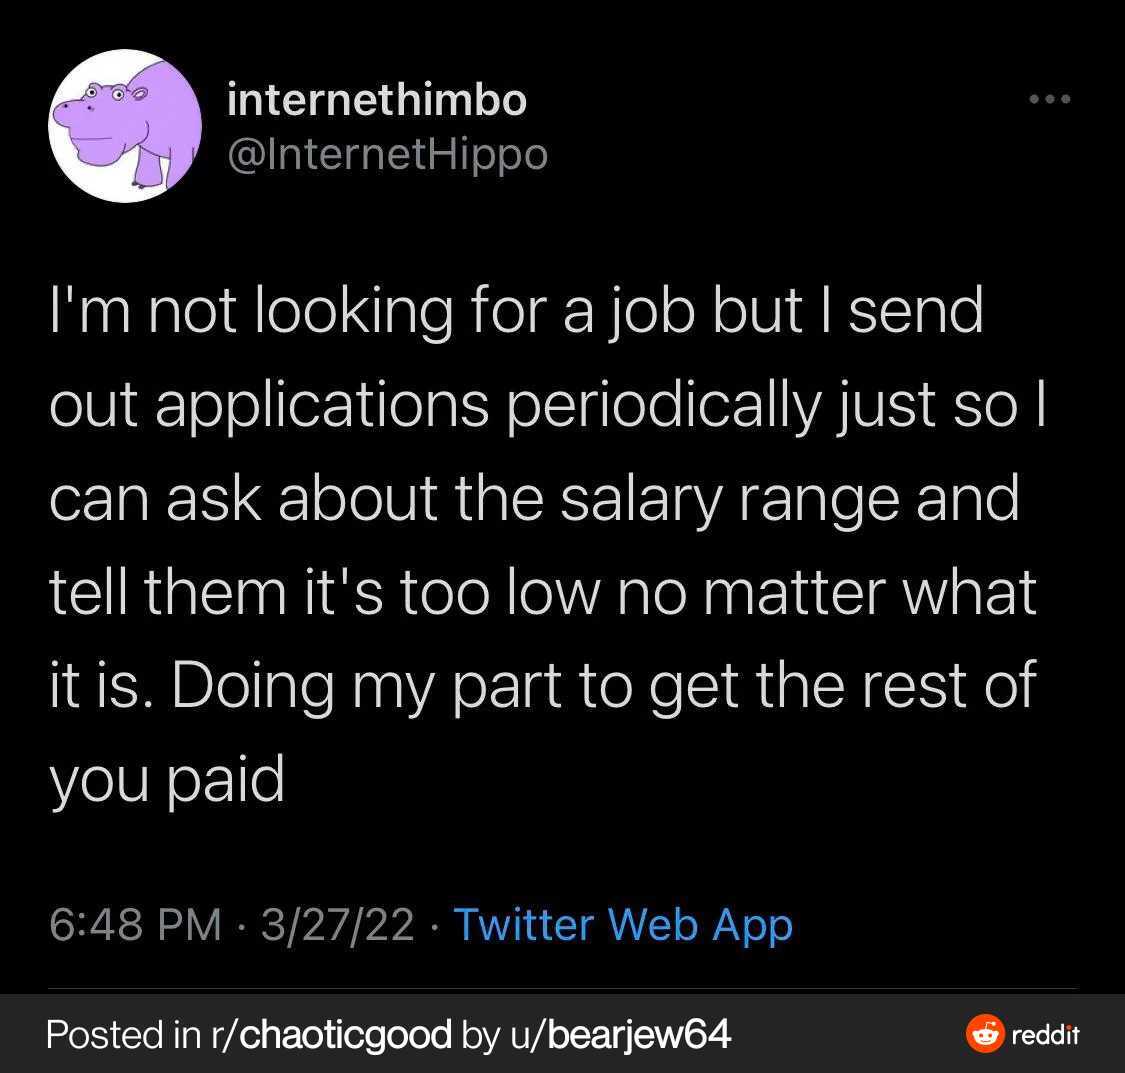 internethimbo
@InternetHippo
I'm not looking for a job but I send
out applications periodically just so I
can ask about the salary range and
tell them it's too low no matter what
it is. Doing my part to get the rest of
you paid
6:48 PM · 3/27/22 · Twitter Web App
Posted in r/chaoticgood by u/bearjew64
reddit